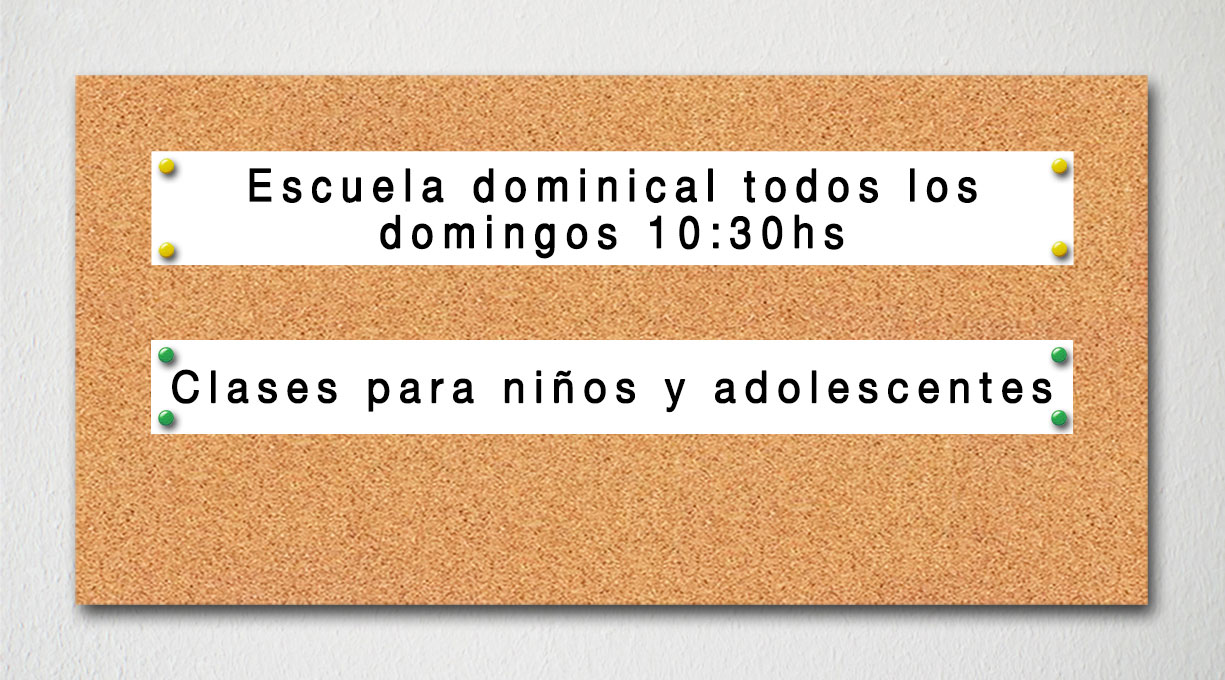 Escuela dominical todos los
domingos 10:30hs
Clases para niños y adolescentes